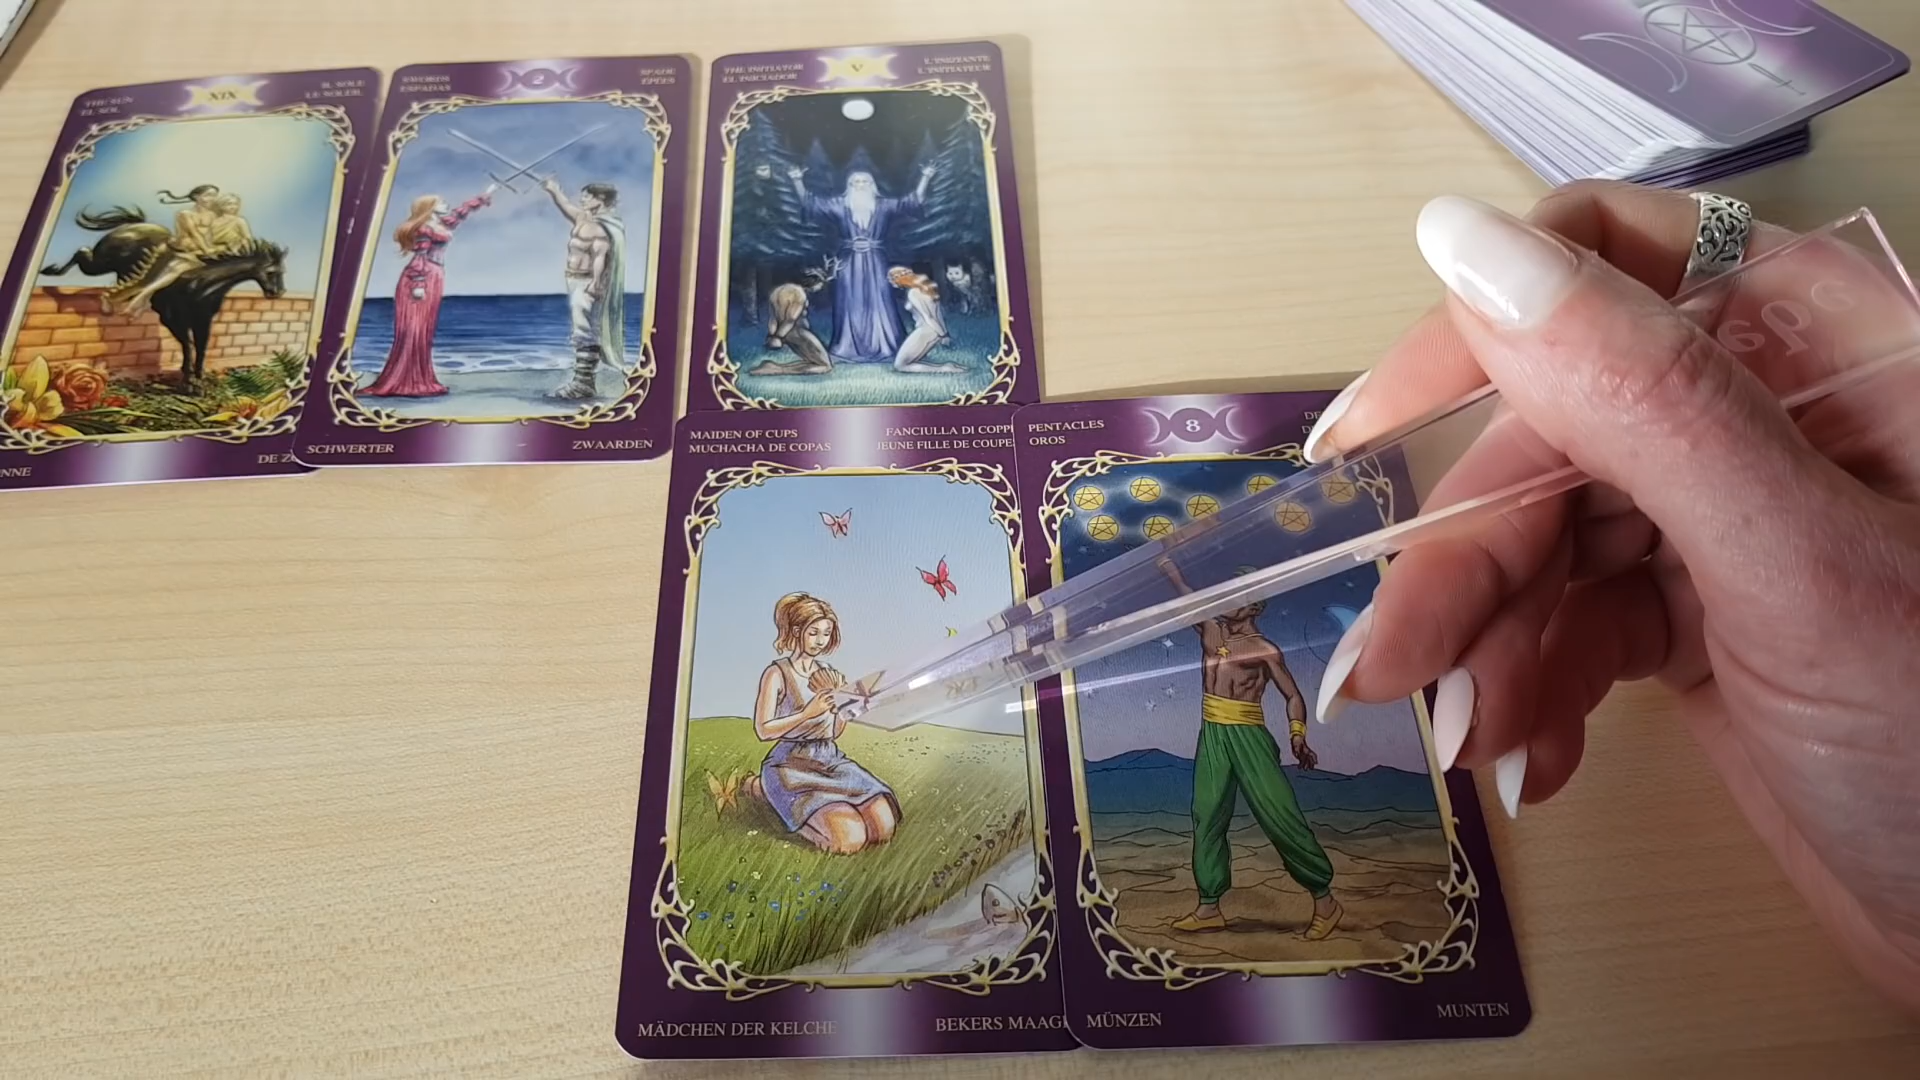 THE SUN
EL SOL
XIX
IL SOLE
LE SOLEIL
SWORDS
ESPADAS
2
SPADE
ÉPÉES
THE INITIATOR
EL INICIADOR
V
L'INIZIANTE
L'INITIATEUR
NNE
DE ZO
SCHWERTER
ZWAARDEN
MAIDEN OF CUPS
MUCHACHA DE COPAS
FANCIULLA DI COPP
JEUNE FILLE DE COUPE
PENTACLES
OROS
8
DE
MÄDCHEN DER KELCHE
BEKERS MAAG
MÜNZEN
MUNTEN